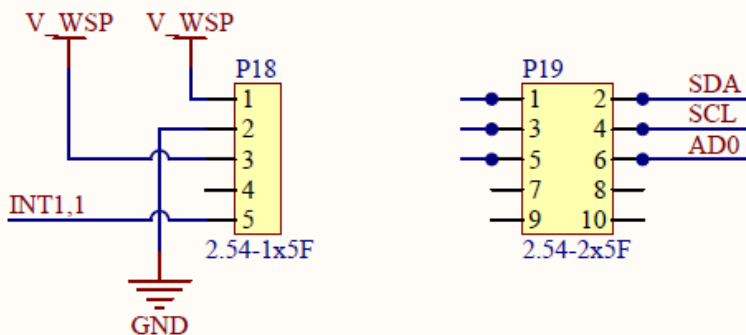 V_WSP V_WSP
P18 P19
1 1 2 SDA
2 3 4 SCL
3 5 6 AD0
4 7 8
INT1,1 5 9 10
2.54-1x5F 2.54-2x5F
GND